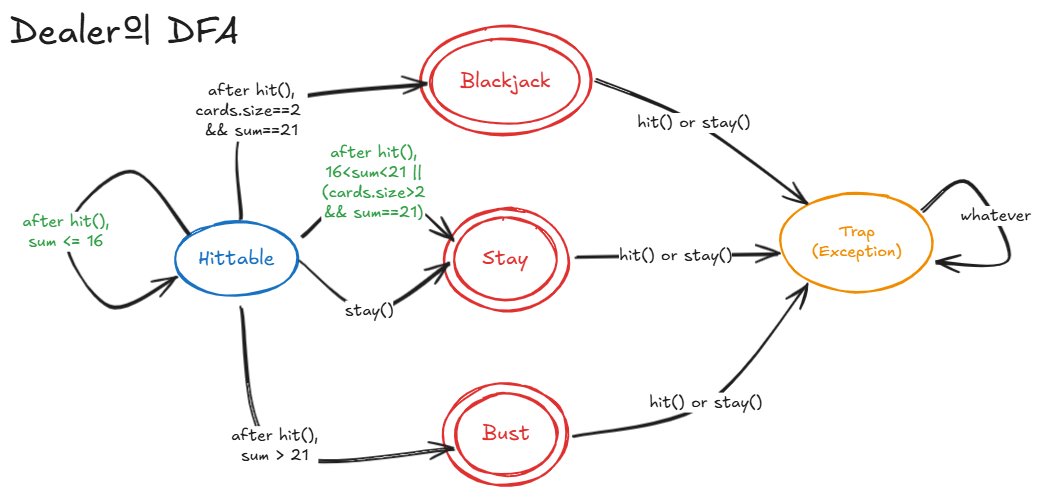 Dealer의 DFA
Blackjack
after hit(),
cards.size==2
&& sum==21
hit() or stay()
after hit(),
16<sum<21 ||
(cards.size>2
&& sum==21)
after hit(),
sum <= 16
Hittable
Stay
hit() or stay()
Trap
(Exception)
whatever
stay()
hit() or stay()
after hit(),
sum > 21
Bust